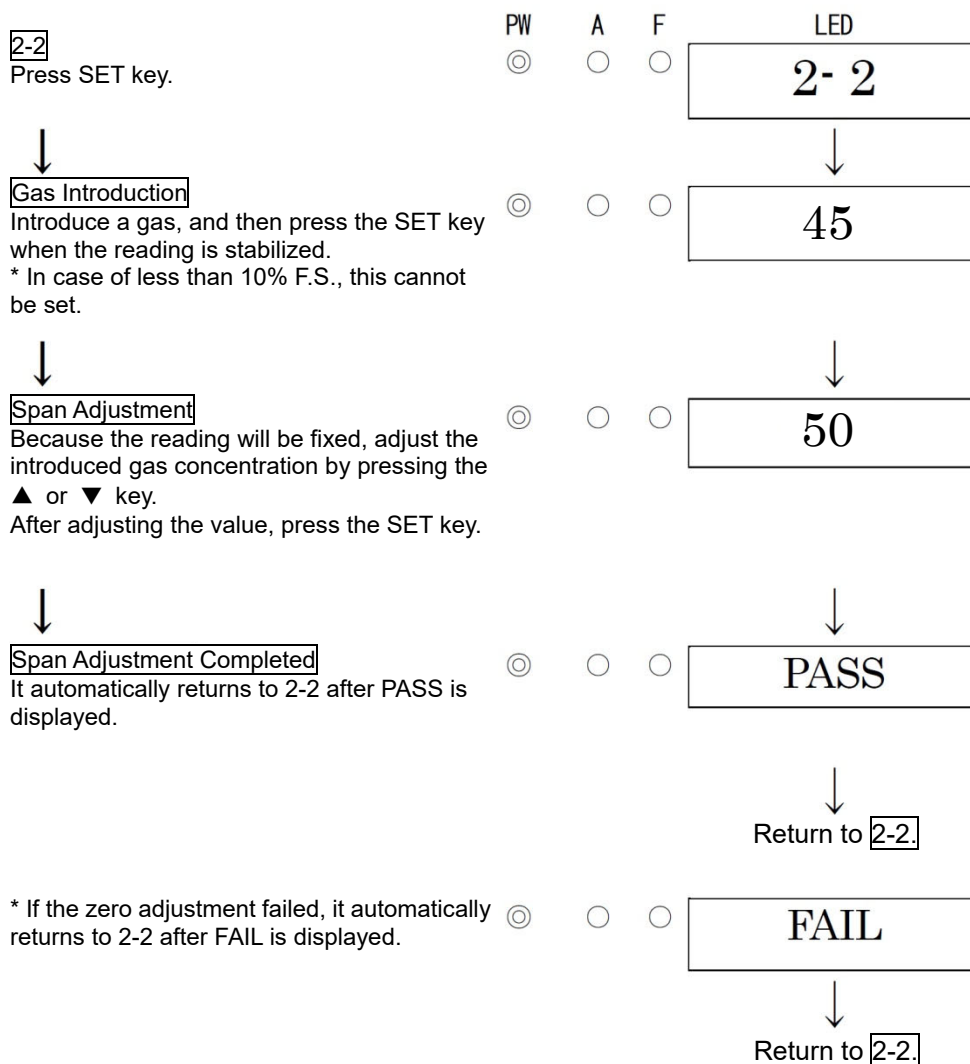 PW A F LED
2-2
Press SET key.
2- 2
↓ ↓
Gas Introduction
Introduce a gas, and then press the SET key
when the reading is stabilized.
* In case of less than 10% F.S., this cannot
be set.
45
↓ ↓
Span Adjustment
Because the reading will be fixed, adjust the
introduced gas concentration by pressing the
▲ or ▼ key.
After adjusting the value, press the SET key.
50
↓ ↓
Span Adjustment Completed
It automatically returns to 2-2 after PASS is
displayed.
PASS
↓
Return to 2-2.
* If the zero adjustment failed, it automatically
returns to 2-2 after FAIL is displayed.
FAIL
↓
Return to 2-2.